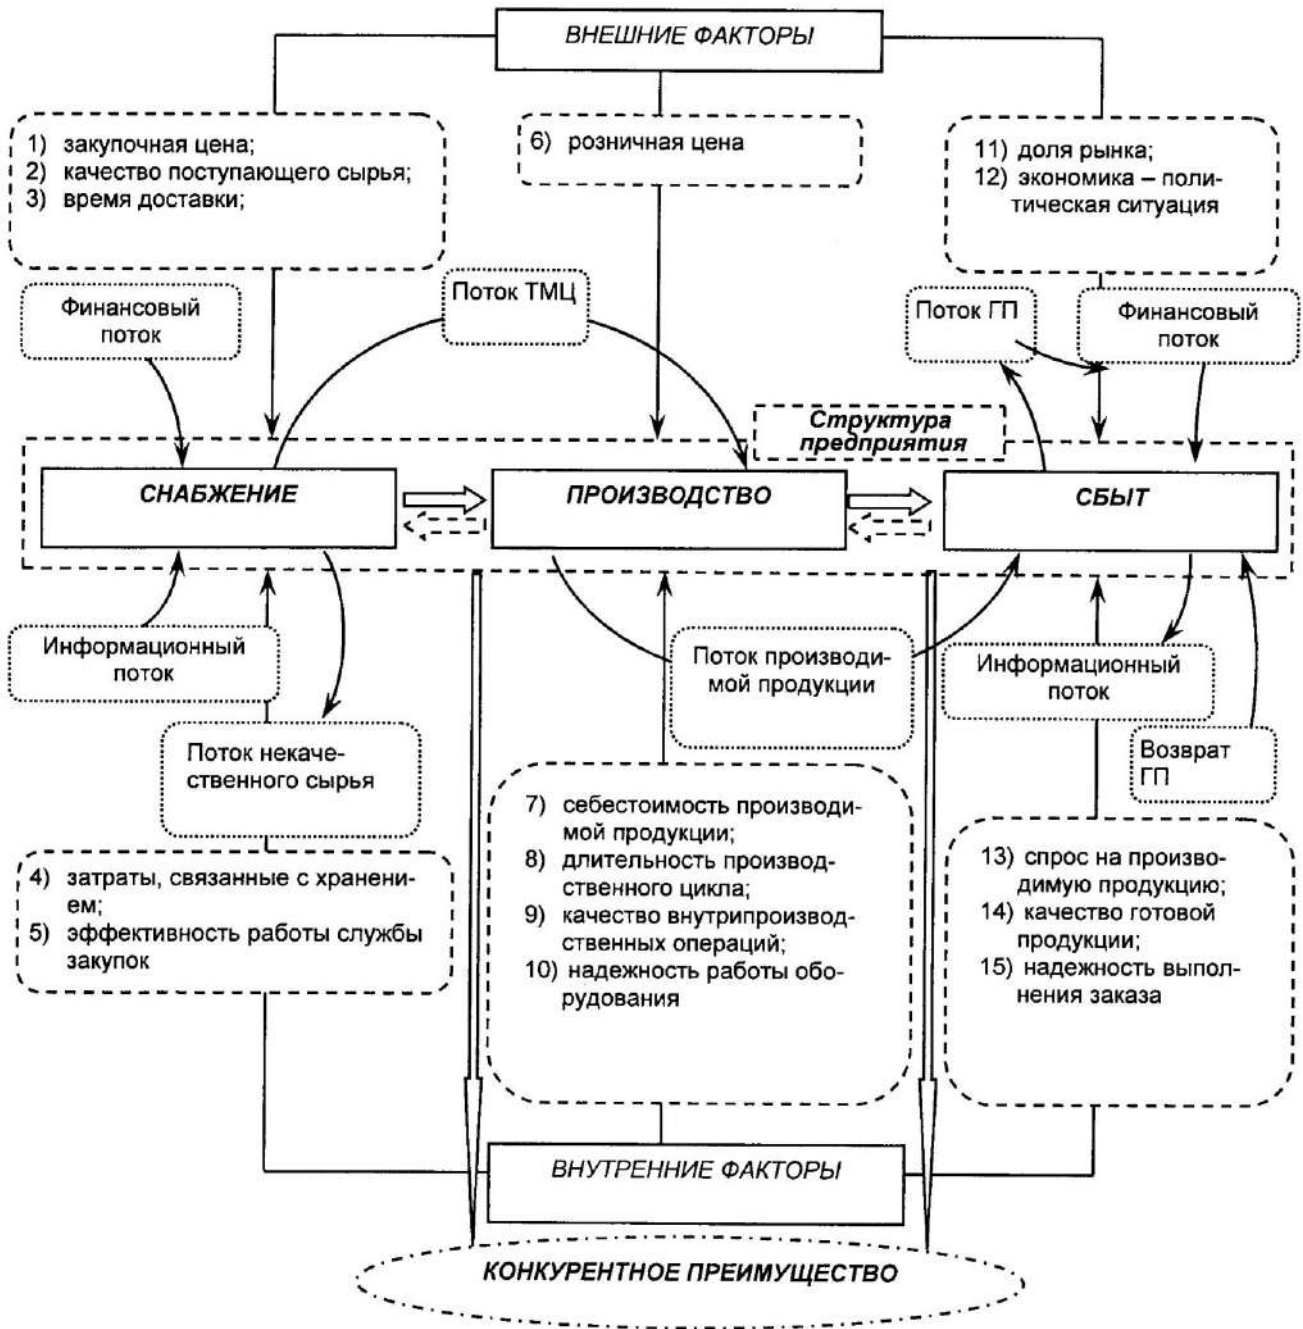 ВНЕШНИЕ ФАКТОРЫ
1) закупочная цена;
2) качество поступающего сырья;
3) время доставки;
6) розничная цена
11) доля рынка;
12) экономика – поли-
тическая ситуация
Финансовый
поток
Поток ТМЦ
Поток ГП
Финансовый
поток
Структура
предприятия
СНАБЖЕНИЕ
ПРОИЗВОДСТВО
СБЫТ
Информационный
поток
Поток некаче-
ственного сырья
Поток производи-
мой продукции
Информационный
поток
Возврат
ГП
4) затраты, связанные с хранени-
ем;
5) эффективность работы службы
закупок
7) себестоимость производи-
мой продукции;
8) длительность производ-
ственного цикла;
9) качество внутрипроизвод-
ственных операций;
10) надежность работы обо-
рудования
13) спрос на произво-
димую продукцию;
14) качество готовой
продукции;
15) надежность выпол-
нения заказа
ВНУТРЕННИЕ ФАКТОРЫ
КОНКУРЕНТНОЕ ПРЕИМУЩЕСТВО